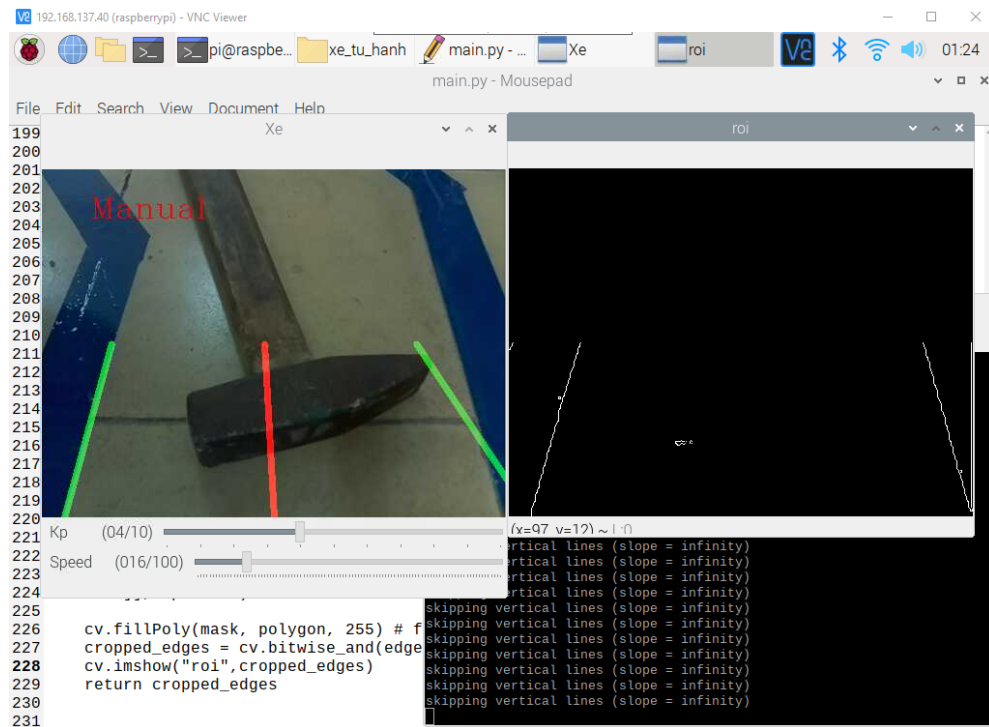 192.168.137.40 (raspberrypi) - VNC Viewer
pi@raspbe... xe_tu_hanh main.py - ... Xe roi 01:24
main.py - Mousepad
File Edit Search View Document Help
Xe
roi
199
200
201
202
203
204
205
206
207
208
209
210
211
212
213
214
215
216
217
218
219
220
221
222
223
224
225
226 cv.fillPoly(mask, polygon, 255) # f
227 cropped_edges = cv.bitwise_and(edge
228 cv.imshow("roi",cropped_edges)
229 return cropped_edges
230
231
Manual
Kp (04/10)
Speed (016/100)
(x=97, y=12) ~ L:0
ertical lines (slope = infinity)
ertical lines (slope = infinity)
ertical lines (slope = infinity)
ertical lines (slope = infinity)
skipping vertical lines (slope = infinity)
skipping vertical lines (slope = infinity)
skipping vertical lines (slope = infinity)
skipping vertical lines (slope = infinity)
skipping vertical lines (slope = infinity)
skipping vertical lines (slope = infinity)
skipping vertical lines (slope = infinity)